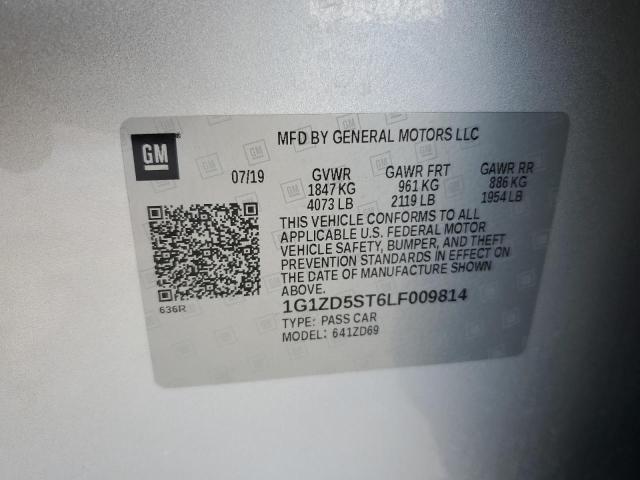 GM
MFD BY GENERAL MOTORS LLC
07/19 GVWR GAWR FRT GAWR RR
1847 KG 961 KG 886 KG
4073 LB 2119 LB 1954 LB
THIS VEHICLE CONFORMS TO ALL
APPLICABLE U.S. FEDERAL MOTOR
VEHICLE SAFETY, BUMPER, AND THEFT
PREVENTION STANDARDS IN EFFECT ON
THE DATE OF MANUFACTURE SHOWN
ABOVE.
636R
1G1ZD5ST6LF009814
TYPE: PASS CAR
MODEL: 641ZD69